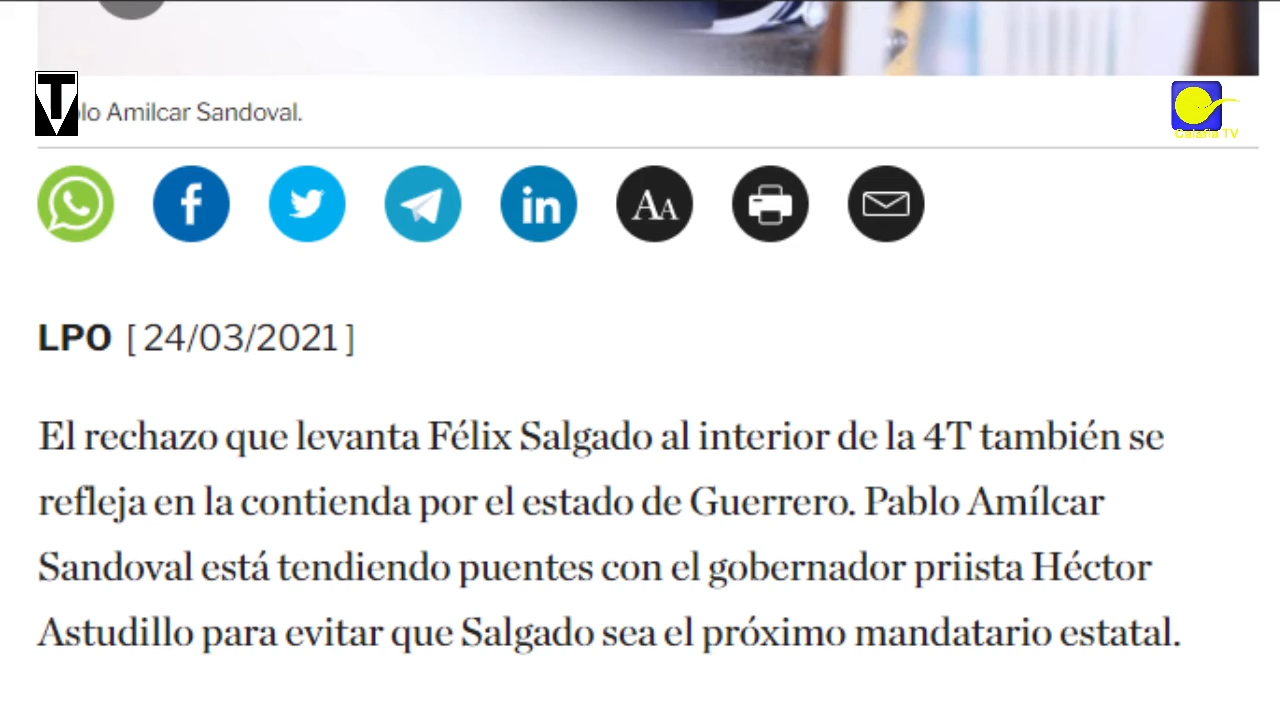 T
lo Amilcar Sandoval.
Calafia TV
in
AA
LPO [ 24/03/2021 ]
El rechazo que levanta Félix Salgado al interior de la 4T también se
refleja en la contienda por el estado de Guerrero. Pablo Amílcar
Sandoval está tendiendo puentes con el gobernador priista Héctor
Astudillo para evitar que Salgado sea el próximo mandatario estatal.